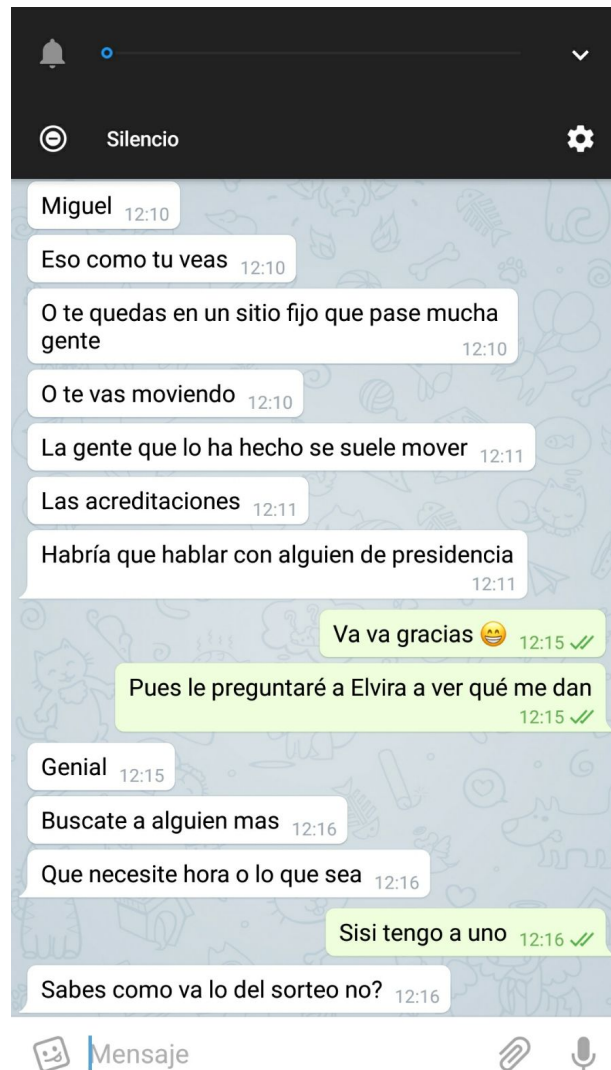 Silencio
Miguel 12:10
Eso como tu veas 12:10
O te quedas en un sitio fijo que pase mucha
gente 12:10
O te vas moviendo 12:10
La gente que lo ha hecho se suele mover 12:11
Las acreditaciones 12:11
Habría que hablar con alguien de presidencia
12:11
Va va gracias 😁 12:15
Pues le preguntaré a Elvira a ver qué me dan
12:15
Genial 12:15
Buscate a alguien mas 12:16
Que necesite hora o lo que sea 12:16
Sisi tengo a uno 12:16
Sabes como va lo del sorteo no? 12:16
Mensaje